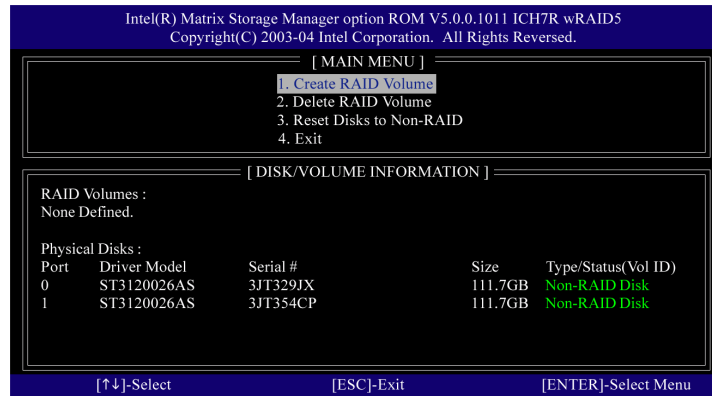 Intel(R) Matrix Storage Manager option ROM V5.0.0.1011 ICH7R wRAID5
Copyright(C) 2003-04 Intel Corporation. All Rights Reversed.
[ MAIN MENU ]
1. Create RAID Volume
2. Delete RAID Volume
3. Reset Disks to Non-RAID
4. Exit
[ DISK/VOLUME INFORMATION ]
RAID Volumes :
None Defined.
Physical Disks :
Port Driver Model Serial # Size Type/Status(Vol ID)
0 ST3120026AS 3JT329JX 111.7GB Non-RAID Disk
1 ST3120026AS 3JT354CP 111.7GB Non-RAID Disk
[↑↓]-Select [ESC]-Exit [ENTER]-Select Menu